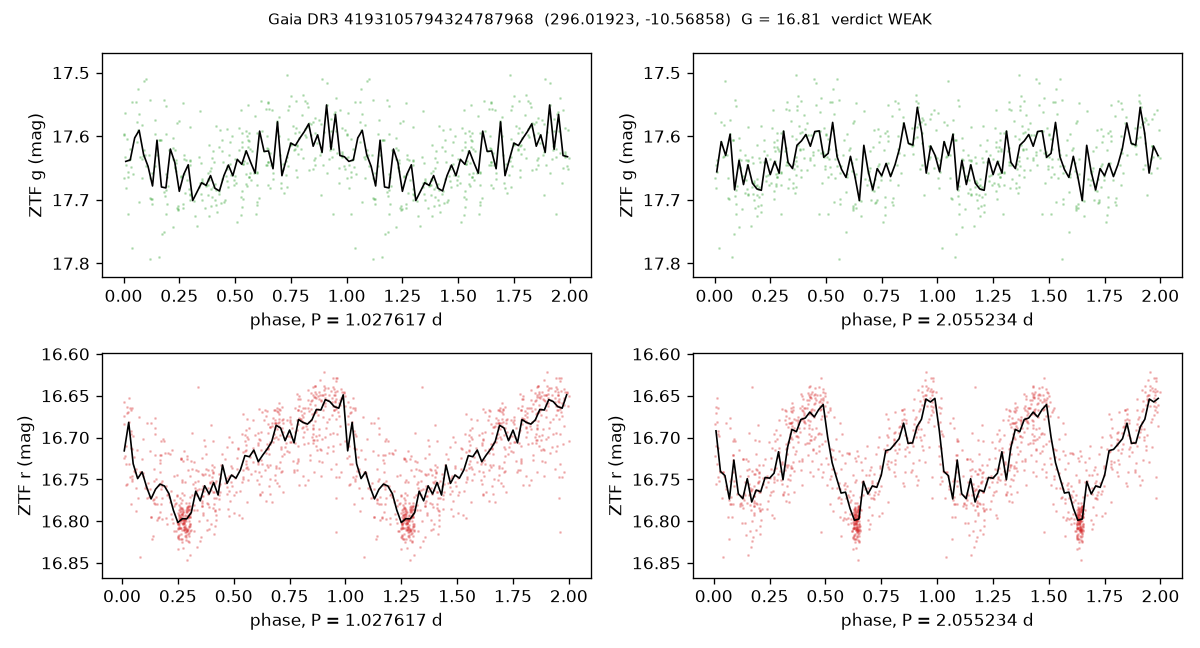 Gaia DR3 4193105794324787968 (296.01923, -10.56858) G = 16.81 verdict WEAK
ZTF g (mag)
17.5
17.6
17.7
17.8
0.00 0.25 0.50 0.75 1.00 1.25 1.50 1.75 2.00
phase, P = 1.027617 d
ZTF g (mag)
17.5
17.6
17.7
17.8
0.00 0.25 0.50 0.75 1.00 1.25 1.50 1.75 2.00
phase, P = 2.055234 d
ZTF r (mag)
16.60
16.65
16.70
16.75
16.80
16.85
0.00 0.25 0.50 0.75 1.00 1.25 1.50 1.75 2.00
phase, P = 1.027617 d
ZTF r (mag)
16.60
16.65
16.70
16.75
16.80
16.85
0.00 0.25 0.50 0.75 1.00 1.25 1.50 1.75 2.00
phase, P = 2.055234 d